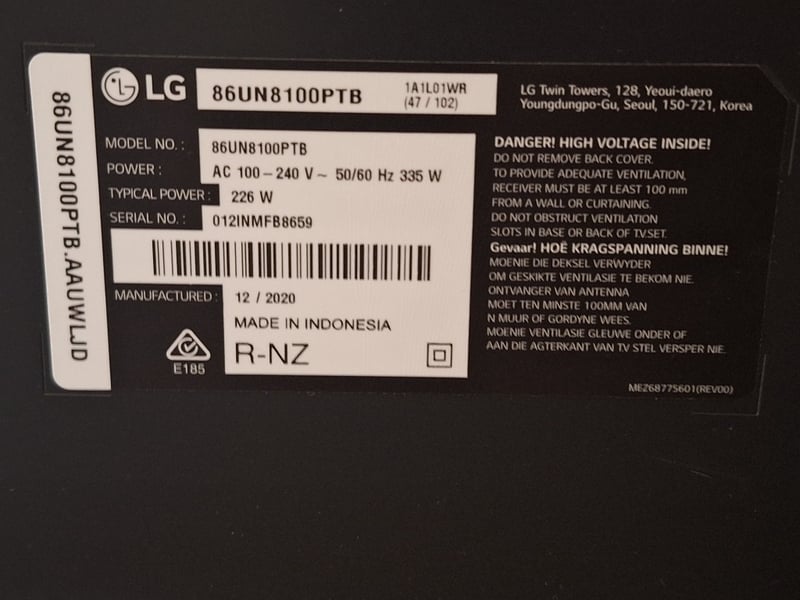 86UN8100PTB.AAUWLJD
LG
86UN8100PTB
1A1L01WR
(47 / 102)
LG Twin Towers, 128, Yeoui-daero
Youngdungpo-Gu, Seoul, 150-721, Korea
MODEL NO. : 86UN8100PTB
POWER : AC 100 – 240 V ~ 50/60 Hz 335 W
TYPICAL POWER : 226 W
SERIAL NO. : 012INMFB8659
MANUFACTURED : 12 / 2020
MADE IN INDONESIA
R-NZ
E185
DANGER! HIGH VOLTAGE INSIDE!
DO NOT REMOVE BACK COVER.
TO PROVIDE ADEQUATE VENTILATION,
RECEIVER MUST BE AT LEAST 100 mm
FROM A WALL OR CURTAINING.
DO NOT OBSTRUCT VENTILATION
SLOTS IN BASE OR BACK OF TV.SET.
Gevaar! HOË KRAGSPANNING BINNE!
MOENIE DIE DEKSEL VERWYDER
OM GESKIKTE VENTILASIE TE BEKOM NIE.
ONTVANGER VAN ANTENNA
MOET TEN MINSTE 100MM VAN
N MUUR OF GORDYNE WEES.
MOENIE VENTILASIE GLEUWE ONDER OF
AAN DIE AGTERKANT VAN TV STEL VERSPER NIE.
MEZ68775601(REV00)